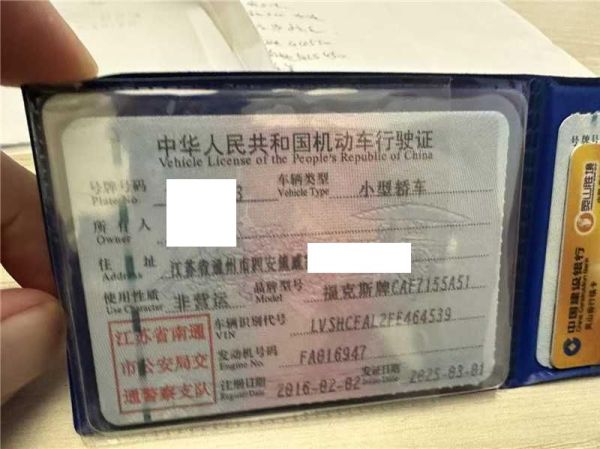 中华人民共和国机动车行驶证
Vehicle License of the People's Republic of China
号牌号码
Plate No.
车辆类型
Vehicle Type
小型轿车
所有人
Owner
住址
Address
江苏省通州市四安镇
使用性质
Use Character
非营运
品牌型号
Model
福克斯牌CAF7155A51
车辆识别代号
VIN
LVSHCFAL2FE464539
发动机号码
Engine No.
FA816947
注册日期
Register Date
2016-02-02
发证日期
Issue Date
2025-03-01
江苏省南通
市公安局交
通警察支队
中国建设银行
China Construction Bank